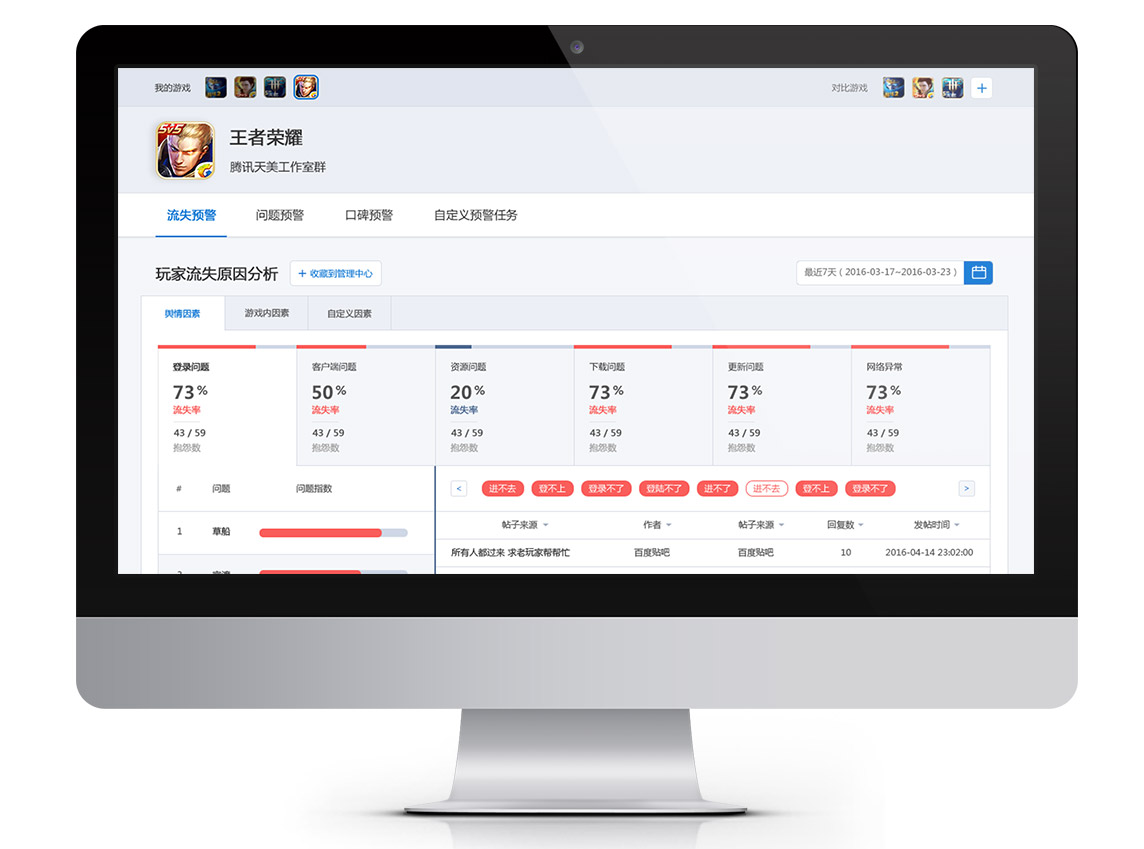 我的游戏
对比游戏
+
5v5
王者荣耀
腾讯天美工作室群
流失预警 问题预警 口碑预警 自定义预警任务
玩家流失原因分析 + 收藏到管理中心 最近7天 ( 2016-03-17~2016-03-23 )
舆情因素 游戏内因素 自定义因素
登录问题 客户端问题 资源问题 下载问题 更新问题 网络异常
73% 50% 20% 73% 73% 73%
流失率 流失率 流失率 流失率 流失率 流失率
43 / 59 43 / 59 43 / 59 43 / 59 43 / 59 43 / 59
抱怨数 抱怨数 抱怨数 抱怨数 抱怨数 抱怨数
# 问题 问题指数 < 进不去 登不上 登录不了 登陆不了 进不了 进不去 登不上 登录不了 >
帖子来源 作者 帖子来源 回复数 发帖时间
1 草船
所有人都过来 求老玩家帮帮忙 百度贴吧 百度贴吧 10 2016-04-14 23:02:00